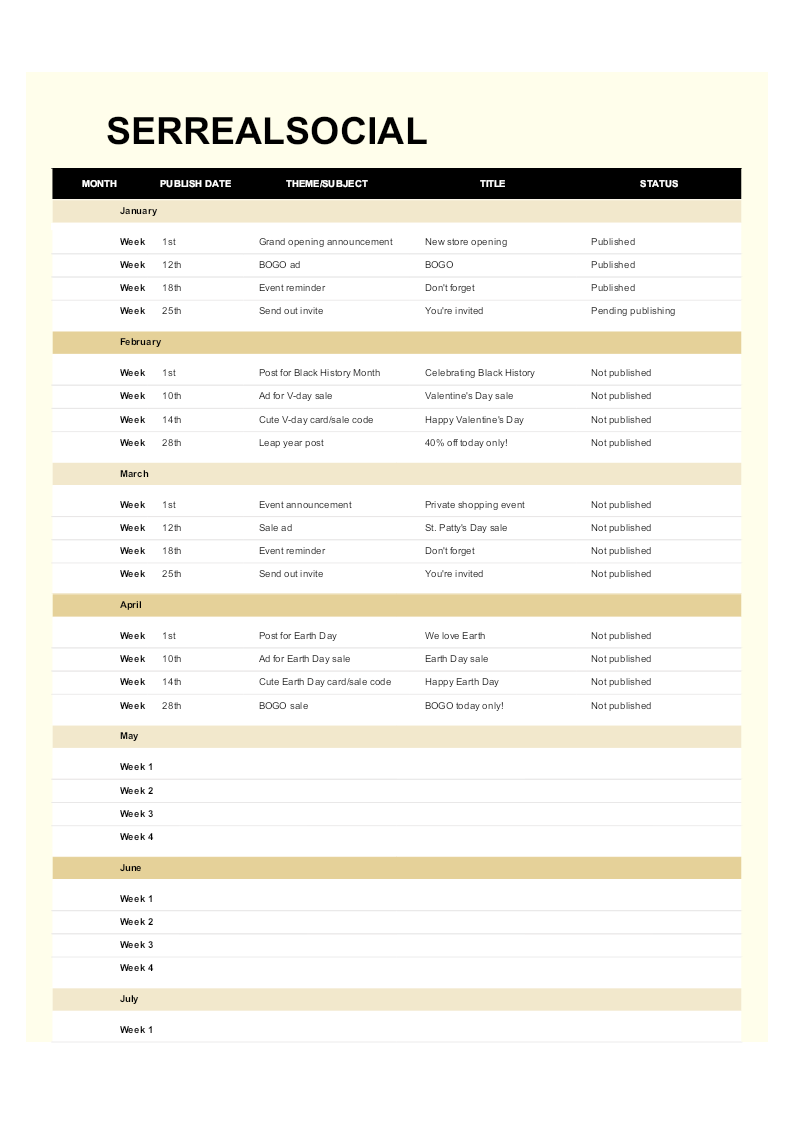 SERREALSOCIAL
MONTH PUBLISH DATE THEME/SUBJECT TITLE STATUS
January
Week 1st Grand opening announcement New store opening Published
Week 12th BOGO ad BOGO Published
Week 18th Event reminder Don't forget Published
Week 25th Send out invite You're invited Pending publishing
February
Week 1st Post for Black History Month Celebrating Black History Not published
Week 10th Ad for V-day sale Valentine's Day sale Not published
Week 14th Cute V-day card/sale code Happy Valentine's Day Not published
Week 28th Leap year post 40% off today only! Not published
March
Week 1st Event announcement Private shopping event Not published
Week 12th Sale ad St. Patty's Day sale Not published
Week 18th Event reminder Don't forget Not published
Week 25th Send out invite You're invited Not published
April
Week 1st Post for Earth Day We love Earth Not published
Week 10th Ad for Earth Day sale Earth Day sale Not published
Week 14th Cute Earth Day card/sale code Happy Earth Day Not published
Week 28th BOGO sale BOGO today only! Not published
May
Week 1
Week 2
Week 3
Week 4
June
Week 1
Week 2
Week 3
Week 4
July
Week 1